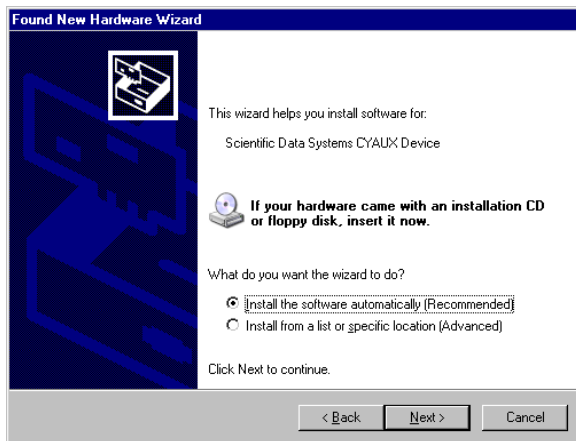 Found New Hardware Wizard
This wizard helps you install software for:
Scientific Data Systems CYAUX Device
If your hardware came with an installation CD
or floppy disk, insert it now.
What do you want the wizard to do?
Install the software automatically (Recommended)
Install from a list or specific location (Advanced)
Click Next to continue.
< Back Next > Cancel